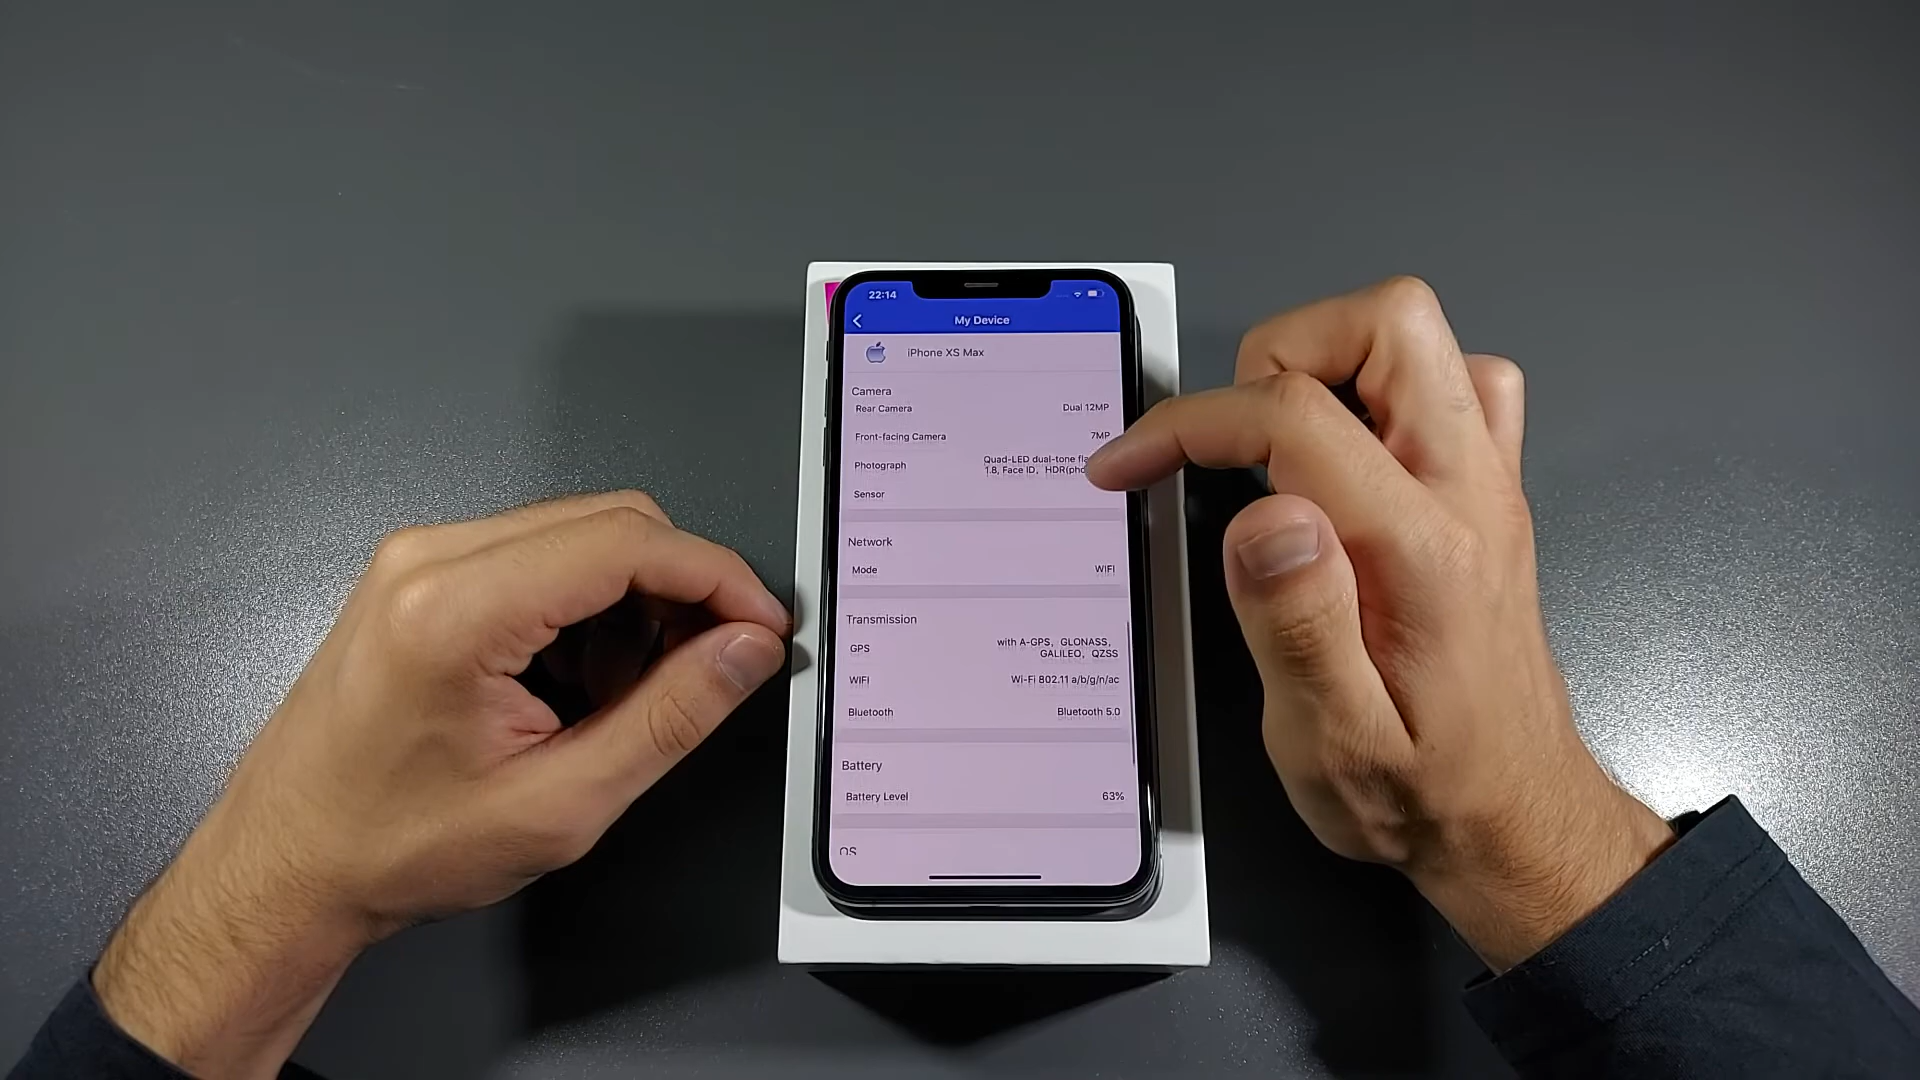 22:14
My Device
iPhone XS Max
Camera
Rear Camera Dual 12MP
Front-facing Camera 7MP
Photograph Quad-LED dual-tone
1.8, Face ID,
Sensor
Network
Mode WIFI
Transmission
GPS with A-GPS, GLONASS,
GALILEO, QZSS
WIFI Wi-Fi 802.11 a/b/g/n/ac
Bluetooth Bluetooth 5.0
Battery
Battery Level 63%
OS